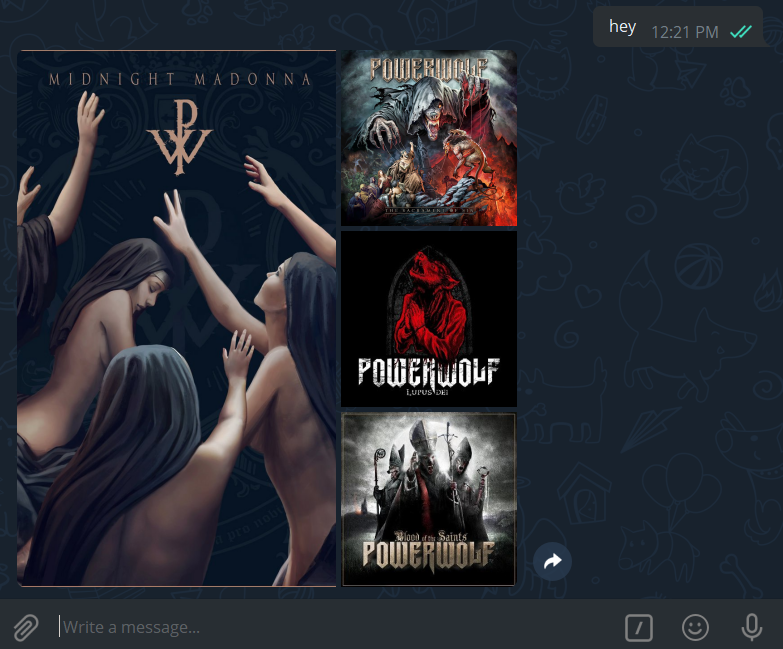 hey 12:21 PM
MIDNIGHT MADONNA
POWERWOLF
THE SACRAMENT OF SIN
POWERWOLF
LUPUS DEI
Blood of the Saints
POWERWOLF
Write a message...